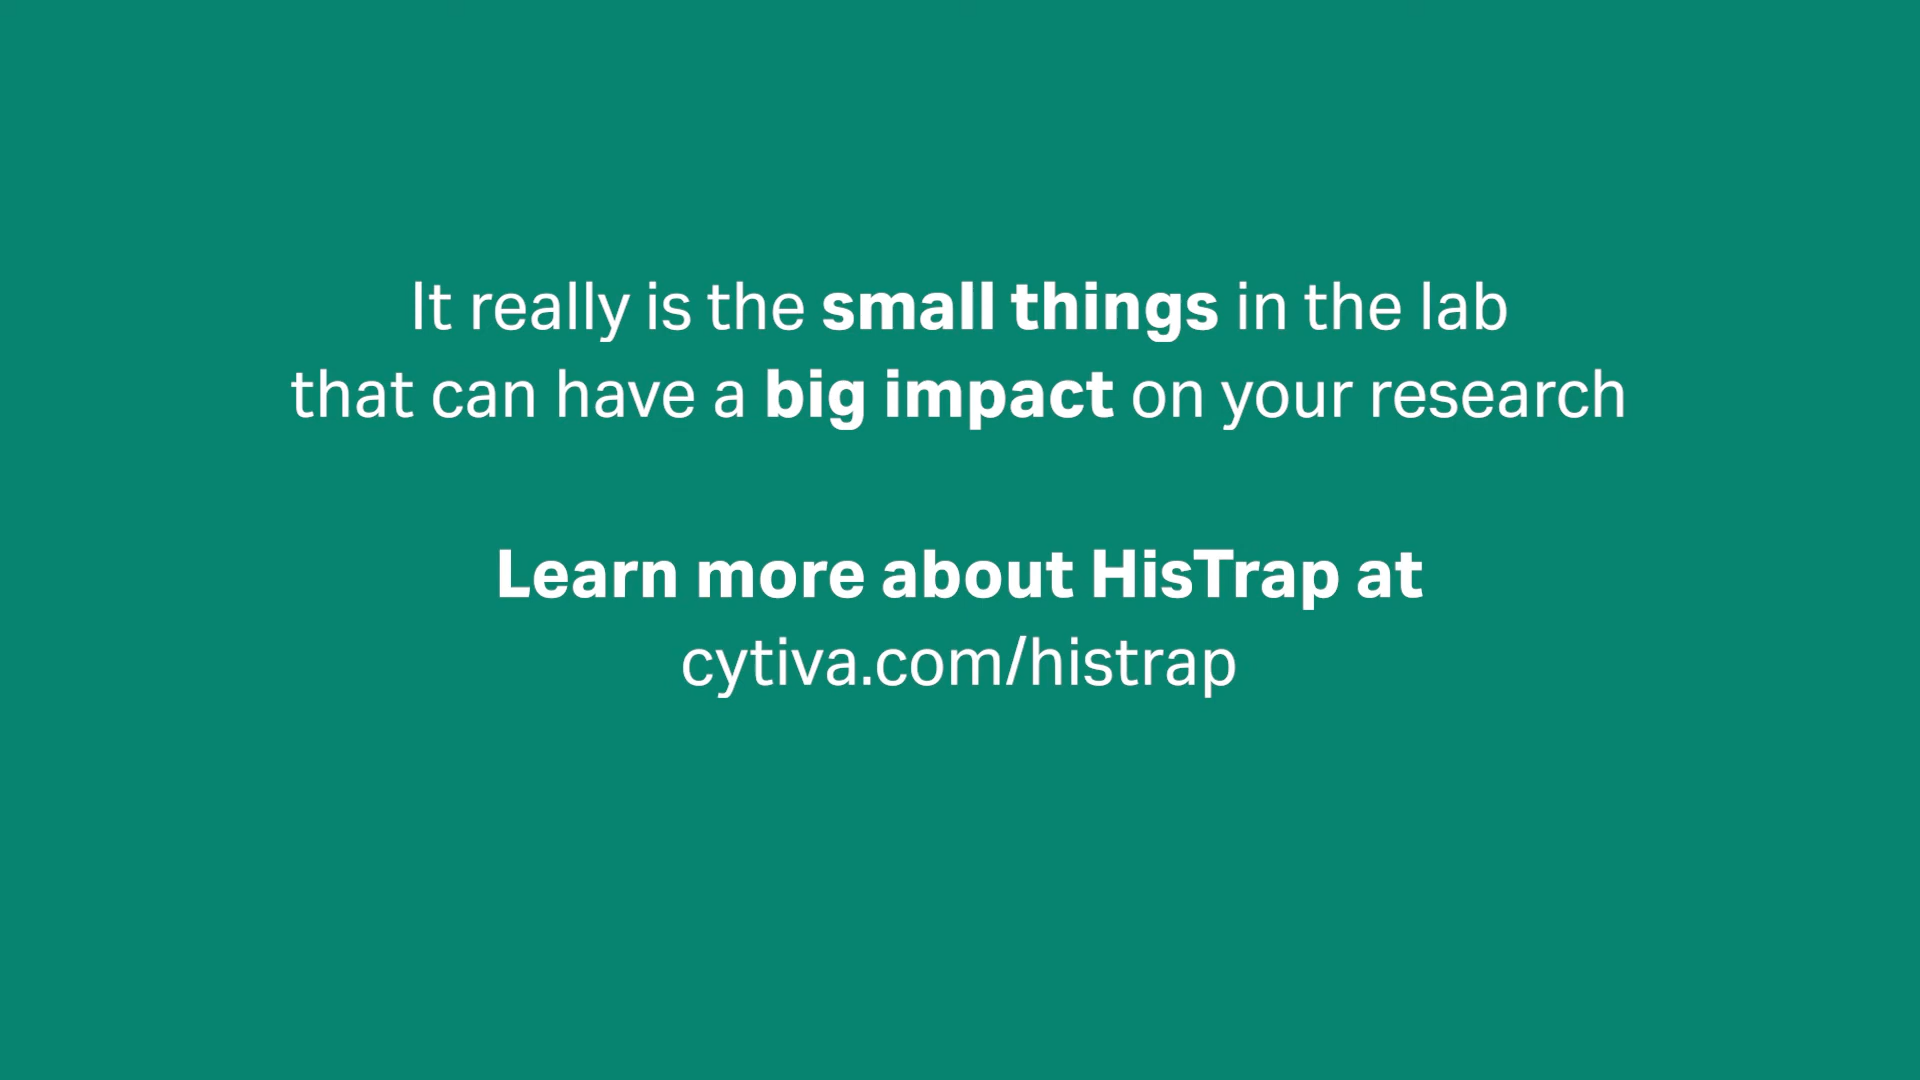 It really is the small things in the lab
that can have a big impact on your research
Learn more about HisTrap at
cytiva.com/histrap